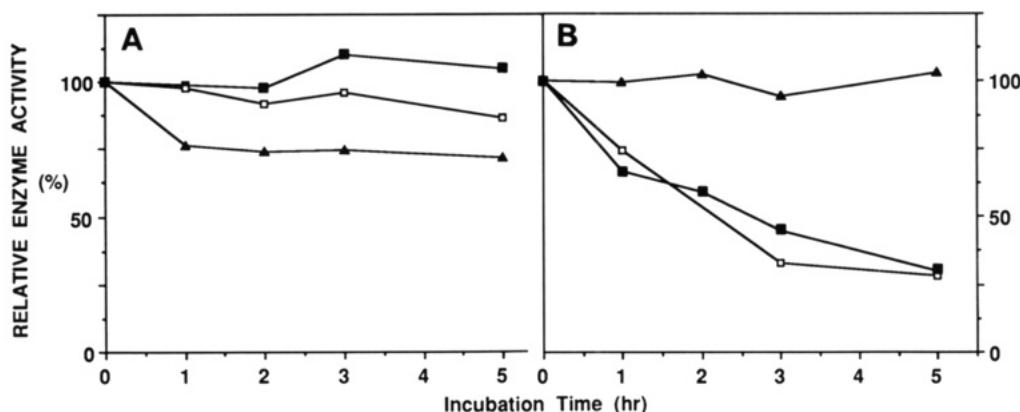 A
B
RELATIVE ENZYME ACTIVITY
(%)
100
50
0
100
50
0
0 1 2 3 4 5
0 1 2 3 4 5
Incubation Time (hr)